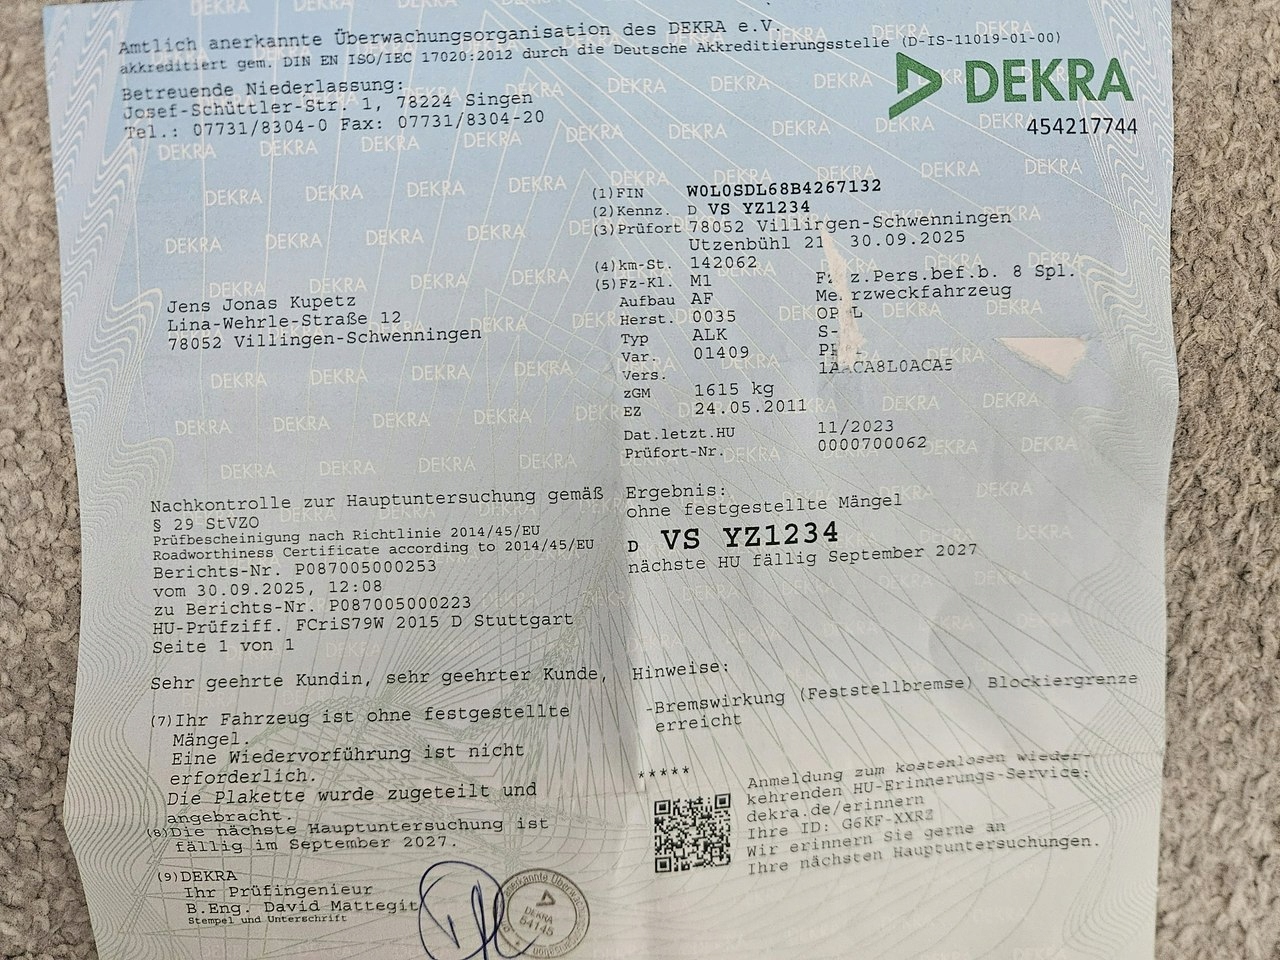 Amtlich anerkannte Überwachungsorganisation des DEKRA e.V.
akkreditiert gem. DIN EN ISO/IEC 17020:2012 durch die Deutsche Akkreditierungsstelle (D-IS-11019-01-00)
Betreuende Niederlassung:
Josef-Schüttler-Str. 1, 78224 Singen
Tel.: 07731/8304-0 Fax: 07731/8304-20
DEKRA
454217744
(1) FIN W0L0SDL68B4267132
(2) Kennz. D VS YZ1234
(3) Prüfort 78052 Villingen-Schwenningen
Utzenbühl 21 30.09.2025
(4) km-St. 142062
(5) Fz-Kl. M1 Pers.bef.b. 8 Spl.
Aufbau AF
Herst. 0035
Typ ALK
Var. 01409
Vers.
zGM 1615 kg
EZ 24.05.2011
Dat.letzt.HU 11/2023
Prüfort-Nr. 0000700062
Jens Jonas Kupetz
Lina-Wehrle-Straße 12
78052 Villingen-Schwenningen
Nachkontrolle zur Hauptuntersuchung gemäß
§ 29 StVZO
Prüfbescheinigung nach Richtlinie 2014/45/EU
Roadworthiness Certificate according to 2014/45/EU
Berichts-Nr. P087005000253
vom 30.09.2025, 12:08
zu Berichts-Nr. P087005000223
HU-Prüfziff. FCriS79W 2015 D Stuttgart
Seite 1 von 1
Ergebnis:
ohne festgestellte Mängel
D VS YZ1234
nächste HU fällig September 2027
Sehr geehrte Kundin, sehr geehrter Kunde,
(7) Ihr Fahrzeug ist ohne festgestellte
Mängel.
Eine Wiedervorführung ist nicht
erforderlich.
Die Plakette wurde zugeteilt und
angebracht.
(8) Die nächste Hauptuntersuchung ist
fällig im September 2027.
(9) DEKRA
Ihr Prüfingenieur
B.Eng. David Mattegit
Stempel und Unterschrift
DEKRA
54145
Hinweise:
-Bremswirkung (Feststellbremse) Blockiergrenze
erreicht
*****
Anmeldung zum kostenlosen wieder-
kehrenden HU-Erinnerungs-Service:
dekra.de/erinnern
Ihre ID: G6KF-XXRZ
Wir erinnern Sie gerne an
Ihre nächsten Hauptuntersuchungen.